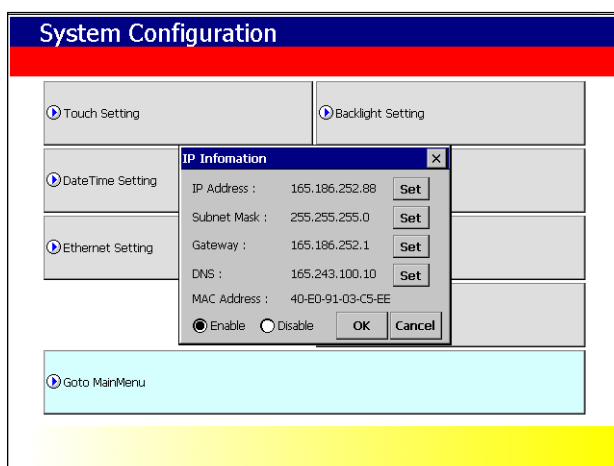 System Configuration
Touch Setting
Backlight Setting
DateTime Setting
Ethernet Setting
IP Infomation
IP Address : 165.186.252.88 Set
Subnet Mask : 255.255.255.0 Set
Gateway : 165.186.252.1 Set
DNS : 165.243.100.10 Set
MAC Address : 40-E0-91-03-C5-EE
Enable Disable OK Cancel
Goto MainMenu